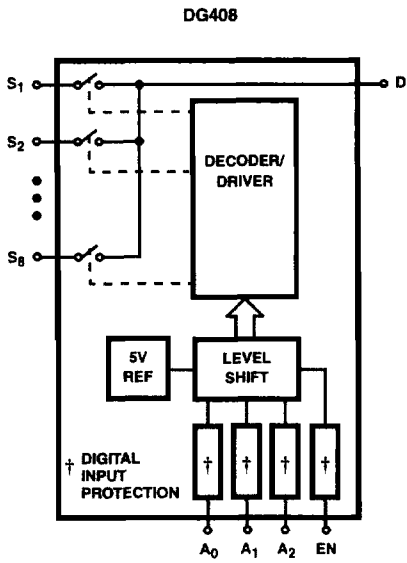 DG408
S1
D
S2
DECODER/
DRIVER
S8
5V
REF
LEVEL
SHIFT
† † † †
† DIGITAL
INPUT
PROTECTION
A0 A1 A2 EN